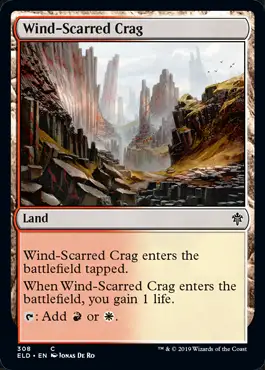 Wind-Scarred Crag
Land
Wind-Scarred Crag enters the
battlefield tapped.
When Wind-Scarred Crag enters the
battlefield, you gain 1 life.
: Add or .
308 C
ELD • EN Jonas De Ro
™ & © 2019 Wizards of the Coast